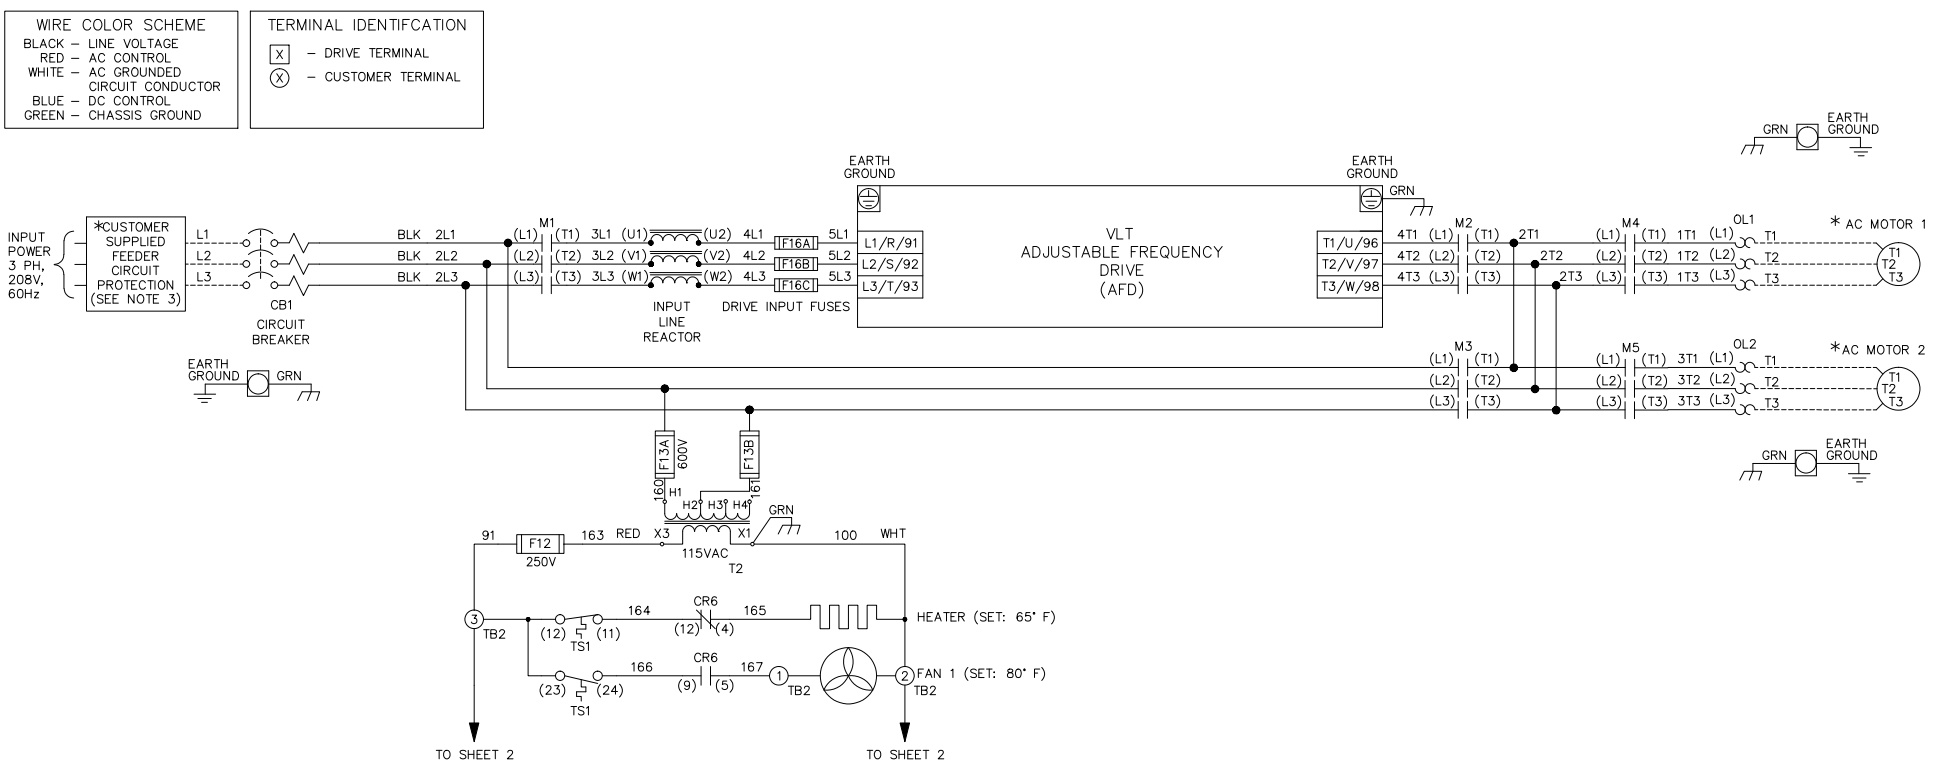 WIRE COLOR SCHEME
BLACK – LINE VOLTAGE
RED – AC CONTROL
WHITE – AC GROUNDED
CIRCUIT CONDUCTOR
BLUE – DC CONTROL
GREEN – CHASSIS GROUND
TERMINAL IDENTIFCATION
X – DRIVE TERMINAL
X – CUSTOMER TERMINAL
INPUT
POWER
3 PH,
208V,
60Hz
*CUSTOMER
SUPPLIED
FEEDER
CIRCUIT
PROTECTION
(SEE NOTE 3)
L1
L2
L3
CB1
CIRCUIT
BREAKER
EARTH
GROUND
GRN
BLK 2L1
BLK 2L2
BLK 2L3
M1
(L1) (T1) 3L1 (U1) (U2) 4L1 F16A 5L1
(L2) (T2) 3L2 (V1) (V2) 4L2 F16B 5L2
(L3) (T3) 3L3 (W1) (W2) 4L3 F16C 5L3
INPUT
LINE
REACTOR
DRIVE INPUT FUSES
EARTH
GROUND
L1/R/91
L2/S/92
L3/T/93
VLT
ADJUSTABLE FREQUENCY
DRIVE
(AFD)
EARTH
GROUND
GRN
T1/U/96
T2/V/97
T3/W/98
M2
M4
OL1
4T1 (L1) (T1) 2T1 (L1) (T1) 1T1 (L1) T1
4T2 (L2) (T2) 2T2 (L2) (T2) 1T2 (L2) T2
4T3 (L3) (T3) 2T3 (L3) (T3) 1T3 (L3) T3
* AC MOTOR 1
T1
T2
T3
GRN
EARTH
GROUND
M3
M5
OL2
(L1) (T1) (L1) (T1) 3T1 (L1) T1
(L2) (T2) (L2) (T2) 3T2 (L2) T2
(L3) (T3) (L3) (T3) 3T3 (L3) T3
*AC MOTOR 2
T1
T2
T3
GRN
EARTH
GROUND
F13A
600V
F13B
160
161
H1
H2 H3 H4
GRN
91 F12 163 RED X3 X1 100 WHT
250V
115VAC
T2
3
TB2
164 CR6 165
(12) (11) (12) (4)
TS1
HEATER (SET: 65° F)
166 CR6 167
(23) (24) (9) (5)
TS1
1
TB2
2
TB2
FAN 1 (SET: 80° F)
TO SHEET 2
TO SHEET 2